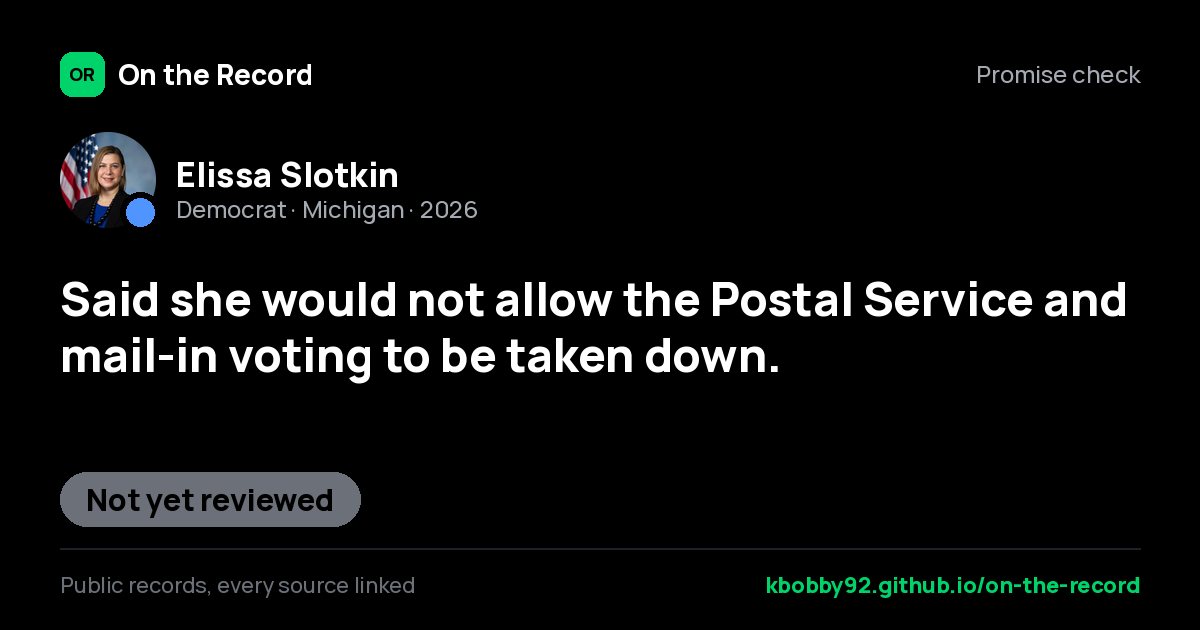 OR On the Record
Promise check
Elissa Slotkin
Democrat · Michigan · 2026
Said she would not allow the Postal Service and
mail-in voting to be taken down.
Not yet reviewed
Public records, every source linked
kbobby92.github.io/on-the-record